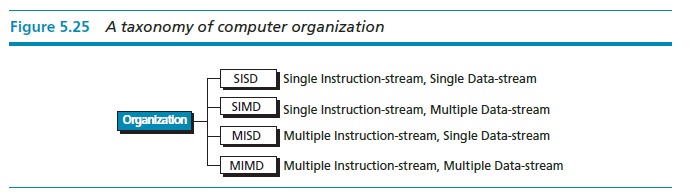 Figure 5.25 A taxonomy of computer organization
SISD Single Instruction-stream, Single Data-stream
SIMD Single Instruction-stream, Multiple Data-stream
Organization
MISD Multiple Instruction-stream, Single Data-stream
MIMD Multiple Instruction-stream, Multiple Data-stream